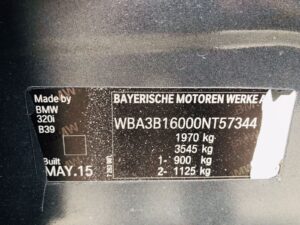 Made by
BMW
320i
B39
Built
MAY.15
BAYERISCHE MOTOREN WERKE A
WBA3B16000NT57344
1970 kg
3545 kg
1- 900 kg
2- 1125 kg